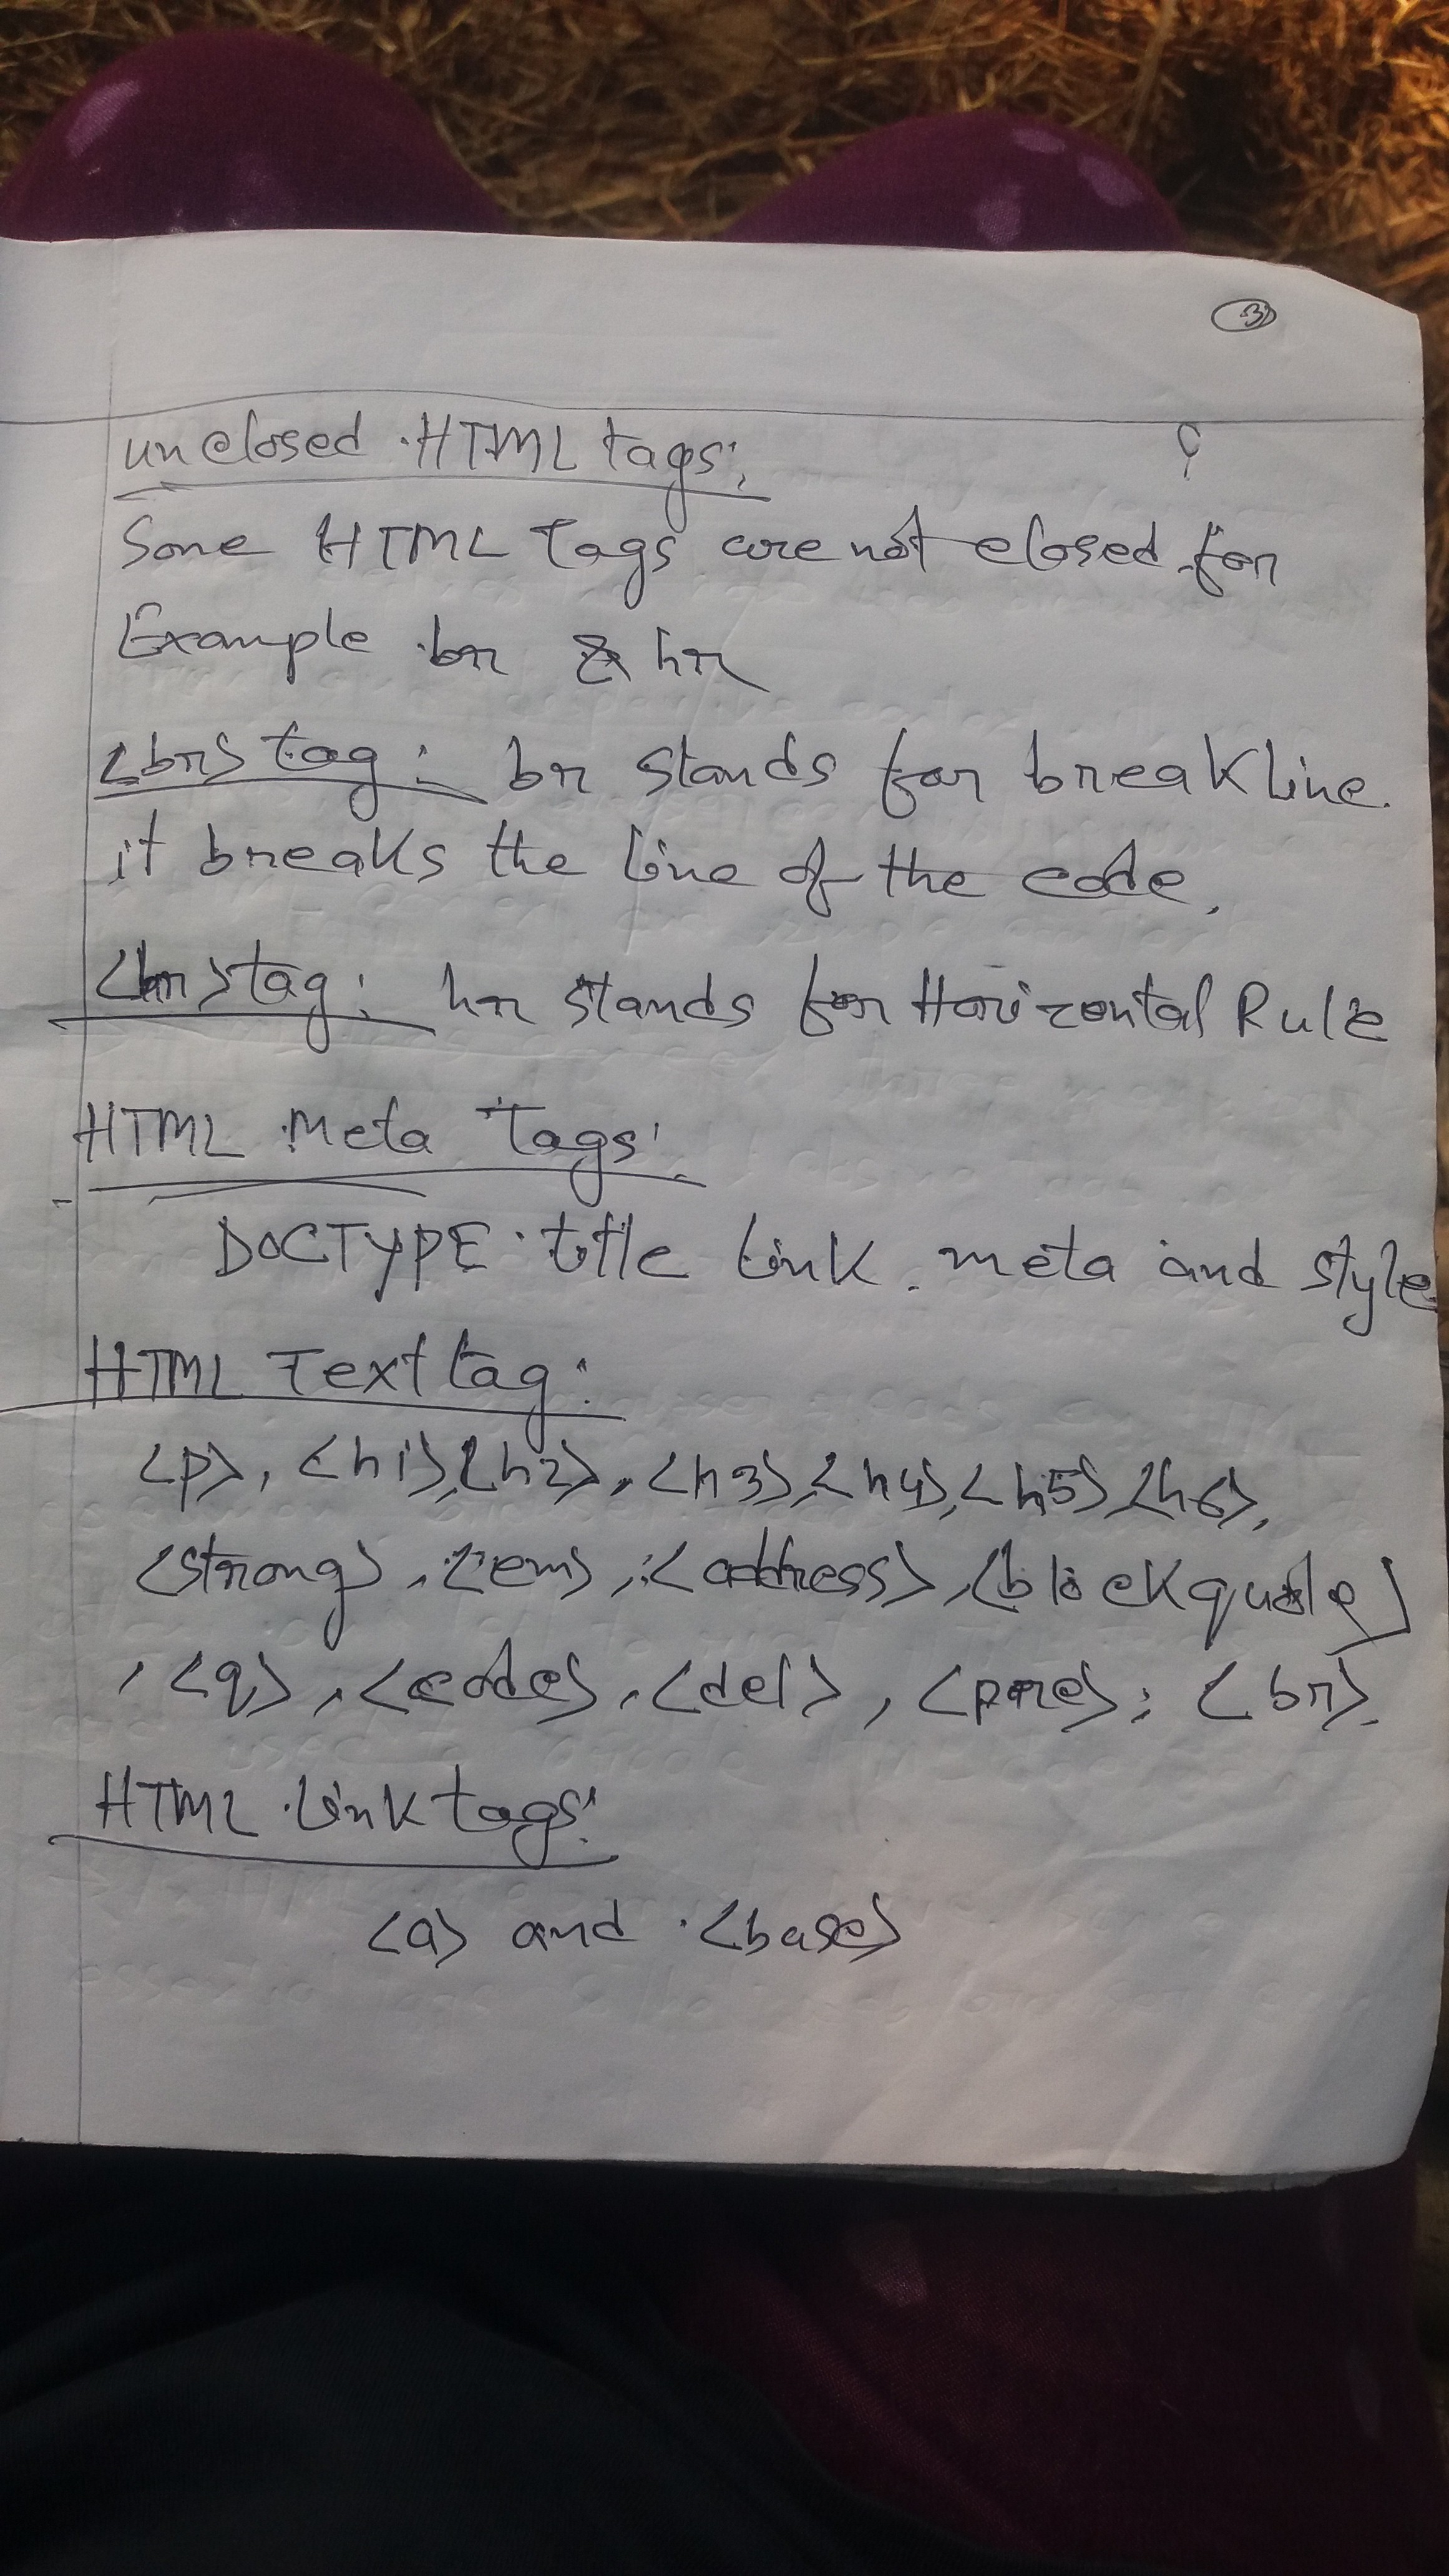 3
unclosed HTML tags:
Some HTML Tags are not closed for
Example br & hr
<br> tag: br stands for break line.
it breaks the line of the code.
<hr> tag: hr stands for Horizontal Rule
HTML Meta Tags:
DOCTYPE title link. meta and style
HTML Text tag:
<p>, <h1>, <h2>, <h3>, <h4>, <h5>, <h6>,
<strong>, <em>, <address>, <blockquote>
, <q>, <code>, <del>, <pre>, <br>.
HTML link tags:
<a> and <base>